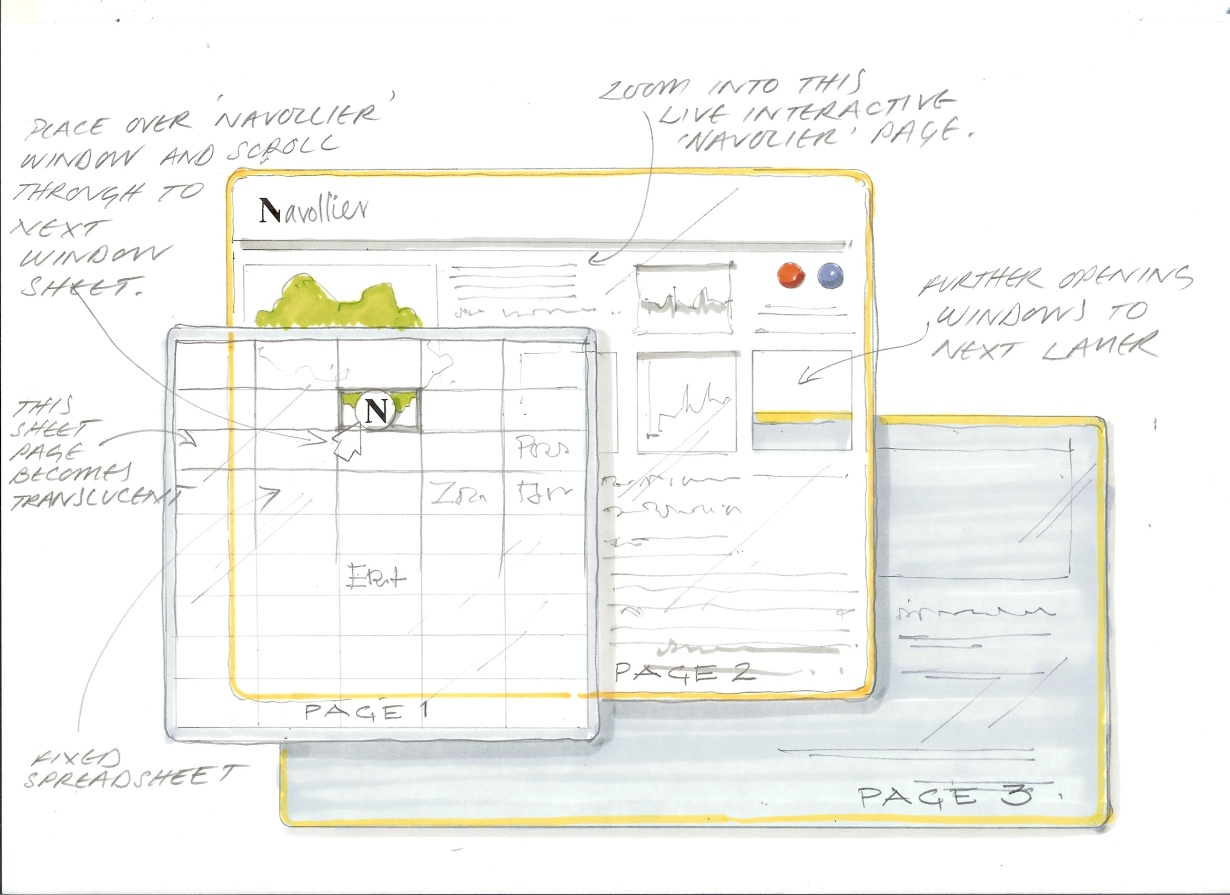 PLACE OVER 'NAVOLLIER'
WINDOW AND SCROLL
THROUGH TO
NEXT
WINDOW
SHEET.
ZOOM INTO THIS
LIVE INTERACTIVE
'NAVOLIER' PAGE.
Navollier
FURTHER OPENING
WINDOWS TO
NEXT LAYER
THIS
SHEET
PAGE
BECOMES
TRANSLUCENT
N
PAGE 2
PAGE 1
FIXED
SPREADSHEET
PAGE 3.